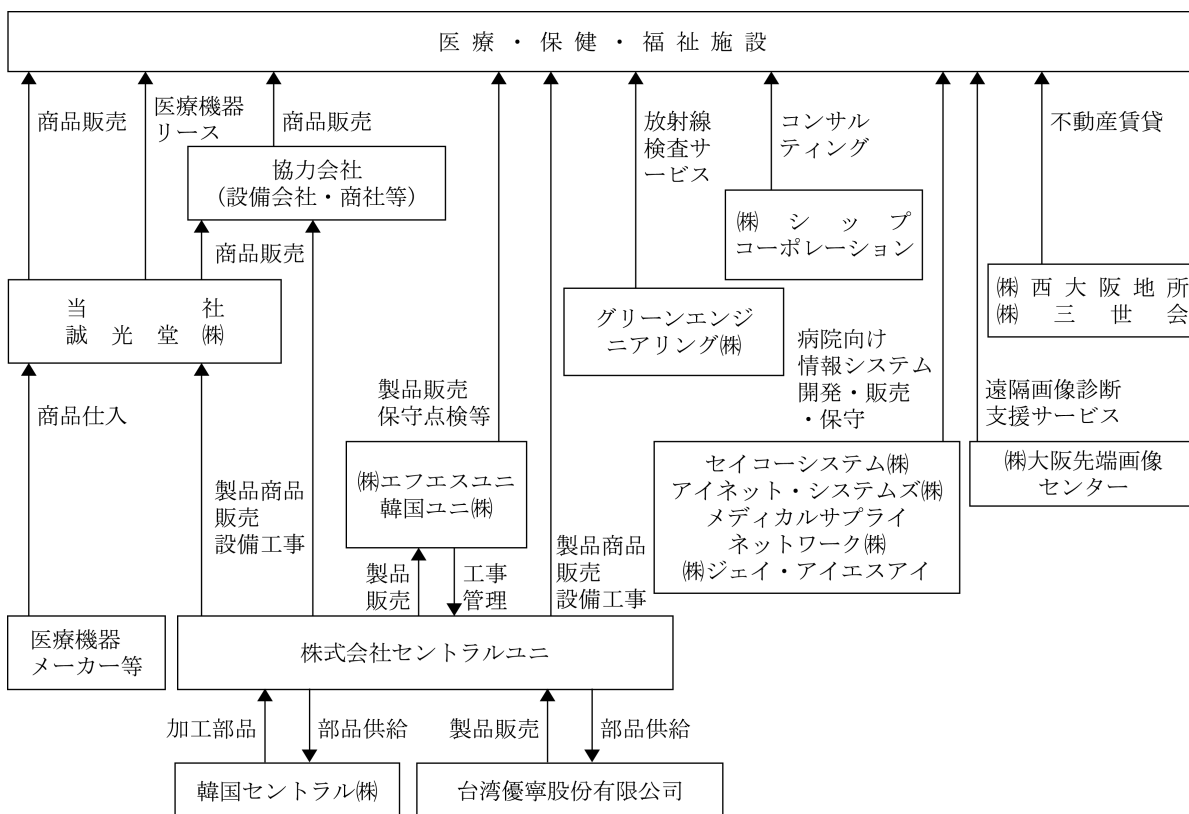 医療・保健・福祉施設
商品販売
医療機器
リース
商品販売
放射線
検査サ
ービス
コンサル
ティング
不動産賃貸
協力会社
（設備会社・商社等）
㈱シップ
コーポレーション
商品販売
㈱西大阪地所
㈱三世会
当社
誠光堂㈱
グリーンエンジ
ニアリング㈱
病院向け
情報システム
開発・販売
・保守
製品販売
保守点検等
遠隔画像診断
支援サービス
商品仕入
㈱エフエスユニ
韓国ユニ㈱
セイコーシステム㈱
アイネット・システムズ㈱
メディカルサプライ
ネットワーク㈱
㈱ジェイ・アイエスアイ
㈱大阪先端画像
センター
製品商品
販売
設備工事
製品
販売
工事
管理
製品商品
販売
設備工事
医療機器
メーカー等
株式会社セントラルユニ
加工部品
部品供給
製品販売
部品供給
韓国セントラル㈱
台湾優寧股份有限公司